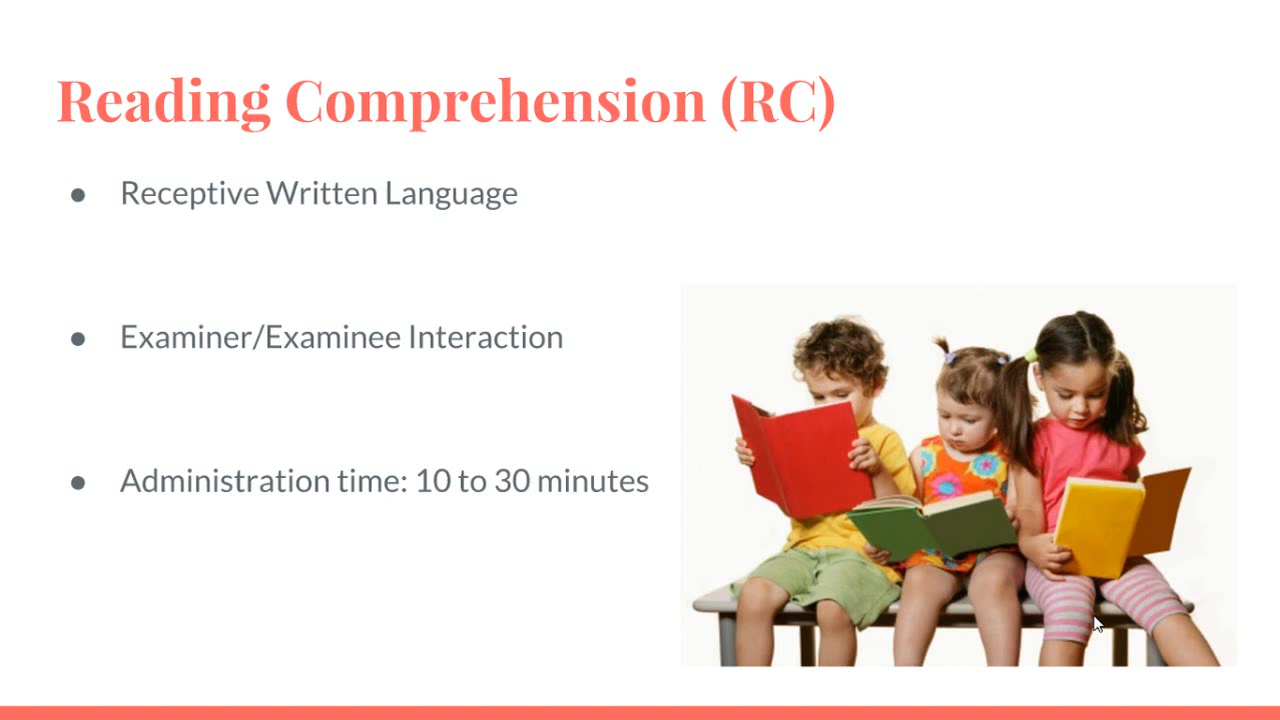 Reading Comprehension (RC)
● Receptive Written Language
● Examiner/Examinee Interaction
● Administration time: 10 to 30 minutes